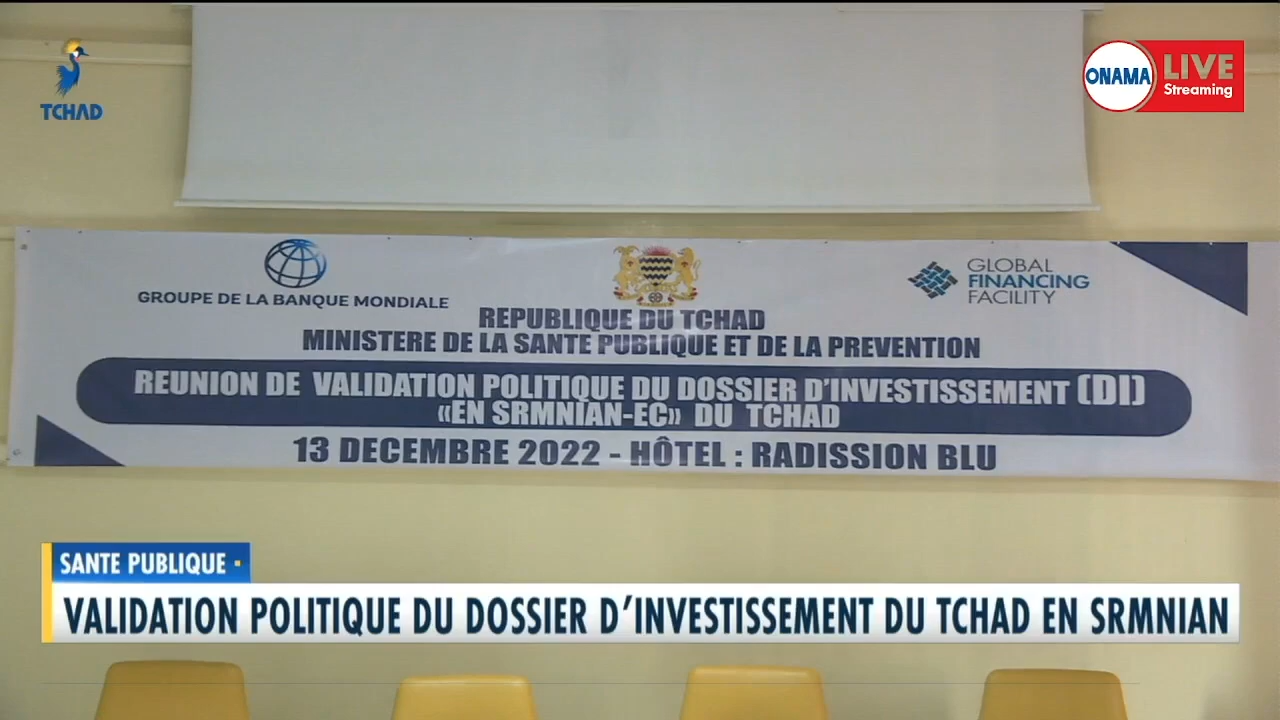 TCHAD
ONAMA LIVE
Streaming
GROUPE DE LA BANQUE MONDIALE
GLOBAL
FINANCING
FACILITY
REPUBLIQUE DU TCHAD
MINISTERE DE LA SANTE PUBLIQUE ET DE LA PREVENTION
REUNION DE VALIDATION POLITIQUE DU DOSSIER D'INVESTISSEMENT (DI)
«EN SRMNIAN-EC» DU TCHAD
13 DECEMBRE 2022 - HÔTEL : RADISSION BLU
SANTE PUBLIQUE
VALIDATION POLITIQUE DU DOSSIER D'INVESTISSEMENT DU TCHAD EN SRMNIAN